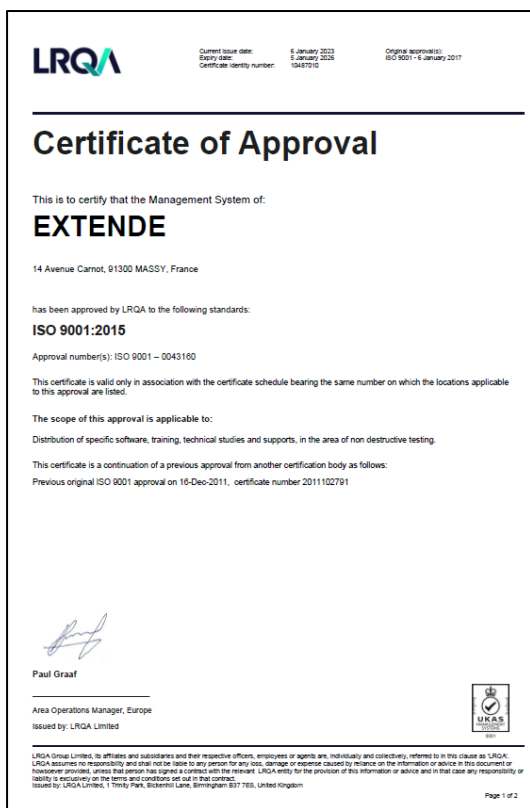 LRQA
Current issue date: 6 January 2023
Expiry date: 5 January 2026
Certificate identity number: 10487010
Original approval(s):
ISO 9001 - 6 January 2017
Certificate of Approval
This is to certify that the Management System of:
EXTENDE
14 Avenue Carnot, 91300 MASSY, France
has been approved by LRQA to the following standards:
ISO 9001:2015
Approval number(s): ISO 9001 – 0043160
This certificate is valid only in association with the certificate schedule bearing the same number on which the locations applicable
to this approval are listed.
The scope of this approval is applicable to:
Distribution of specific software, training, technical studies and supports, in the area of non destructive testing.
This certificate is a continuation of a previous approval from another certification body as follows:
Previous original ISO 9001 approval on 16-Dec-2011, certificate number 2011102791
Paul Graaf
Area Operations Manager, Europe
Issued by: LRQA Limited
UKAS
MANAGEMENT
SYSTEMS
LRQA Group Limited, its affiliates and subsidiaries and their respective officers, employees or agents are, individually and collectively, referred to in this clause as 'LRQA'.
LRQA assumes no responsibility and shall not be liable to any person for any loss, damage or expense caused by reliance on the information or advice in this document or
howsoever provided, unless that person has signed a contract with the relevant LRQA entity for the provision of this information or advice and in that case any responsibility or
liability is exclusively on the terms and conditions set out in that contract.
Issued by: LRQA Limited, 1 Trinity Park, Bickenhill Lane, Birmingham B37 7ES, United Kingdom
Page 1 of 2